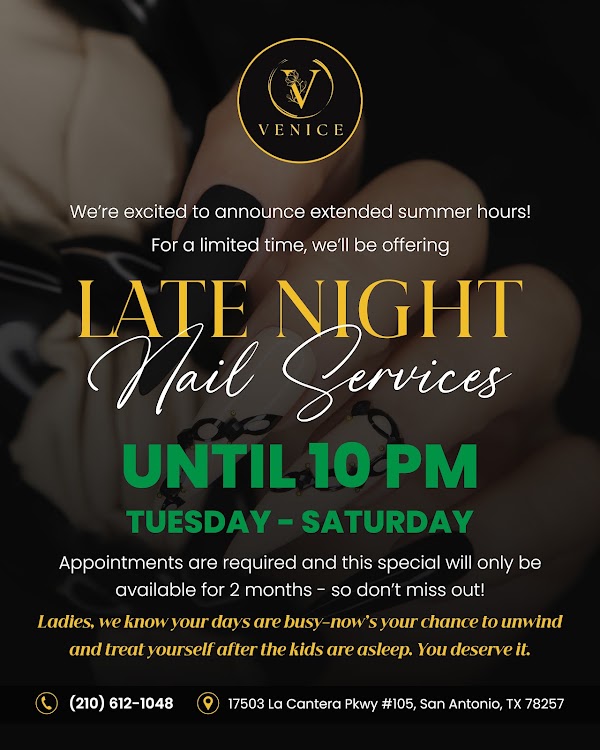 V
VENICE
We're excited to announce extended summer hours!
For a limited time, we'll be offering
LATE NIGHT
Nail Services
UNTIL 10 PM
TUESDAY - SATURDAY
Appointments are required and this special will only be
available for 2 months - so don't miss out!
Ladies, we know your days are busy-now's your chance to unwind
and treat yourself after the kids are asleep. You deserve it.
(210) 612-1048 17503 La Cantera Pkwy #105, San Antonio, TX 78257